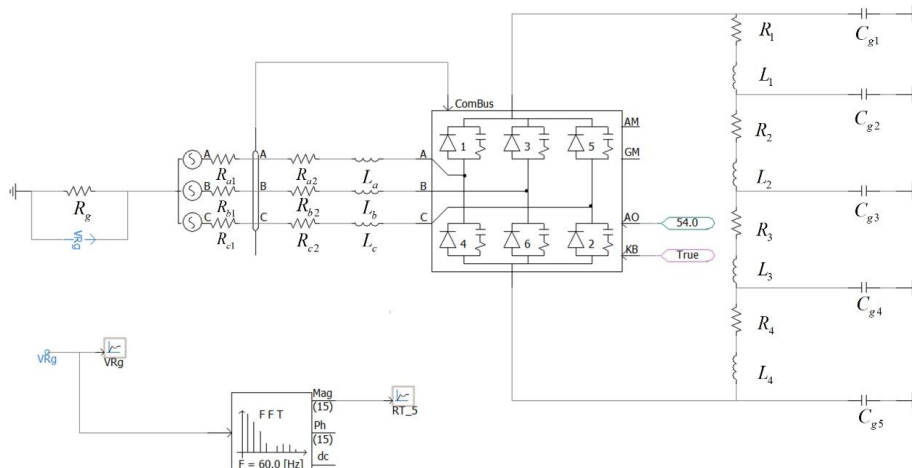 R1
Cg1
L1
ComBus
Cg2
R2
AM
1
3
5
GM
A
A
A
Ra1
Ra2
La
L2
B
B
B
Rg
Rb1
Rb2
Lb
Cg3
VRg
C
C
C
Rc1
Rc2
Lc
4
6
2
AO
54.0
R3
KB
True
L3
Cg4
R4
VRg
VRg
L4
Mag
(15)
RT_5
FFT
Ph
(15)
Cg5
dc
F = 60.0 [Hz]